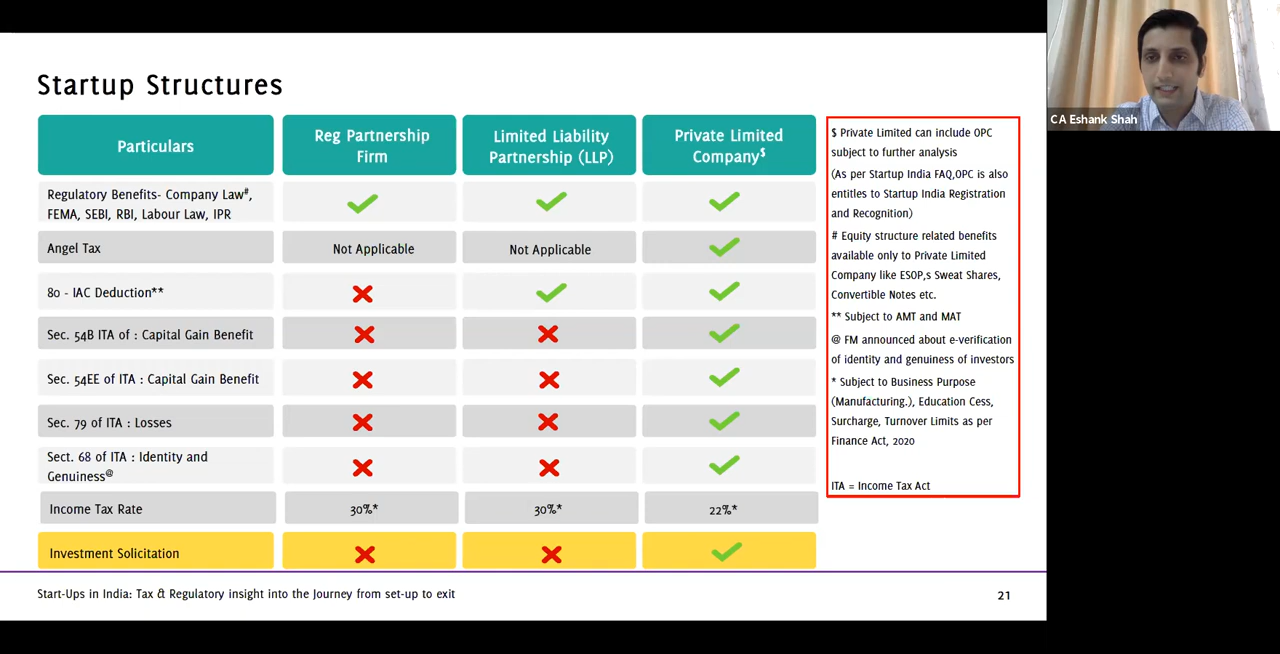 Startup Structures
Particulars
Reg Partnership
Firm
Limited Liability
Partnership (LLP)
Private Limited
Company$
Regulatory Benefits- Company Law#,
FEMA, SEBI, RBI, Labour Law, IPR
Angel Tax
Not Applicable
Not Applicable
80 - IAC Deduction**
Sec. 54B ITA of : Capital Gain Benefit
Sec. 54EE of ITA : Capital Gain Benefit
Sec. 79 of ITA : Losses
Sect. 68 of ITA : Identity and
Genuiness@
Income Tax Rate
30%*
30%*
22%*
Investment Solicitation
$ Private Limited can include OPC
subject to further analysis
(As per Startup India FAQ,OPC is also
entitles to Startup India Registration
and Recognition)
# Equity structure related benefits
available only to Private Limited
Company like ESOP,s Sweat Shares,
Convertible Notes etc.
** Subject to AMT and MAT
@ FM announced about e-verification
of identity and genuiness of investors
* Subject to Business Purpose
(Manufacturing.), Education Cess,
Surcharge, Turnover Limits as per
Finance Act, 2020
ITA = Income Tax Act
Start-Ups in India: Tax & Regulatory insight into the Journey from set-up to exit
21
CA Eshank Shah